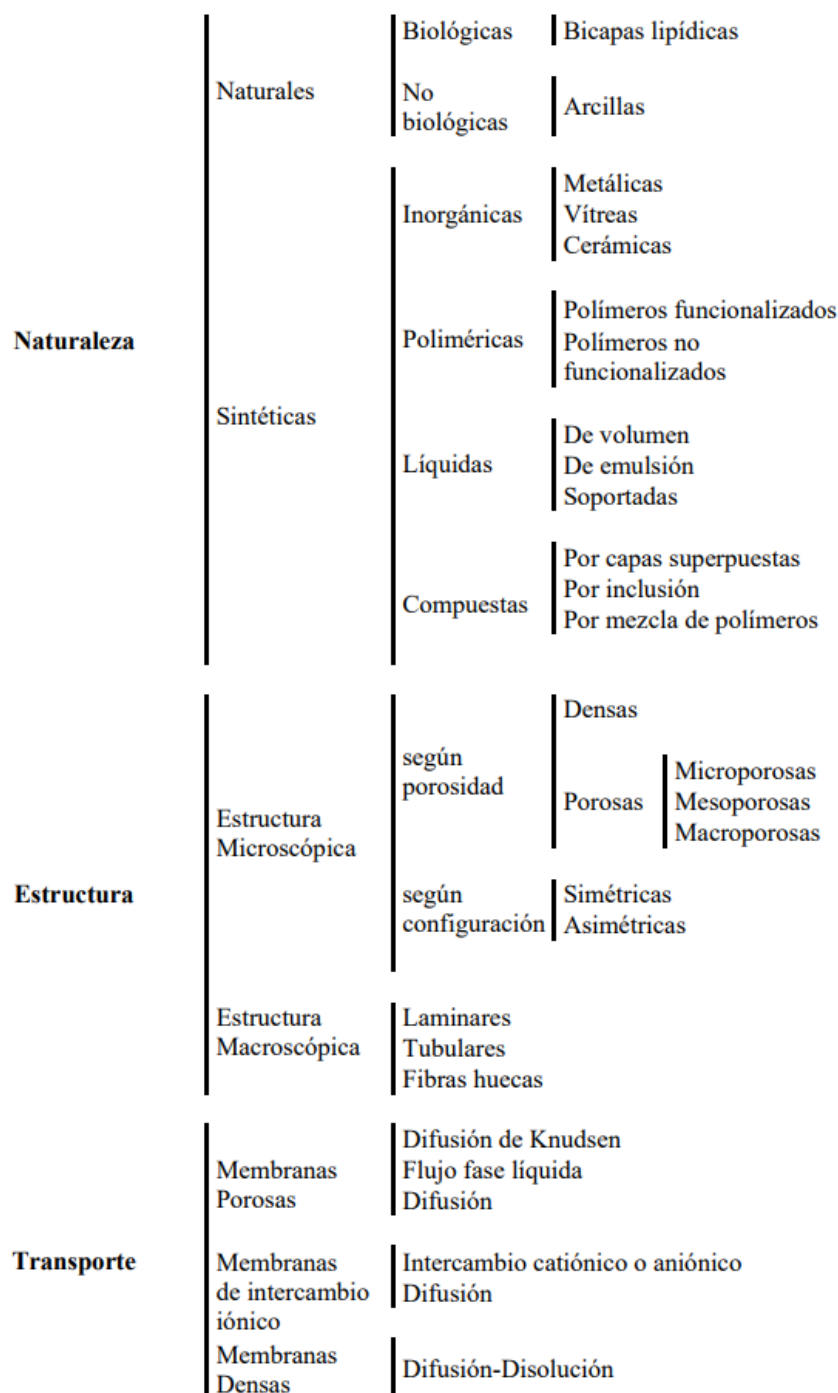 Naturaleza
Naturales
Biológicas
Bicapas lipídicas
No
biológicas
Arcillas
Sintéticas
Inorgánicas
Metálicas
Vítreas
Cerámicas
Poliméricas
Polímeros funcionalizados
Polímeros no
funcionalizados
Líquidas
De volumen
De emulsión
Soportadas
Compuestas
Por capas superpuestas
Por inclusión
Por mezcla de polímeros
Estructura
Estructura
Microscópica
según
porosidad
Densas
Porosas
Microporosas
Mesoporosas
Macroporosas
según
configuración
Simétricas
Asimétricas
Estructura
Macroscópica
Laminares
Tubulares
Fibras huecas
Transporte
Membranas
Porosas
Difusión de Knudsen
Flujo fase líquida
Difusión
Membranas
de intercambio
iónico
Intercambio catiónico o aniónico
Difusión
Membranas
Densas
Difusión-Disolución